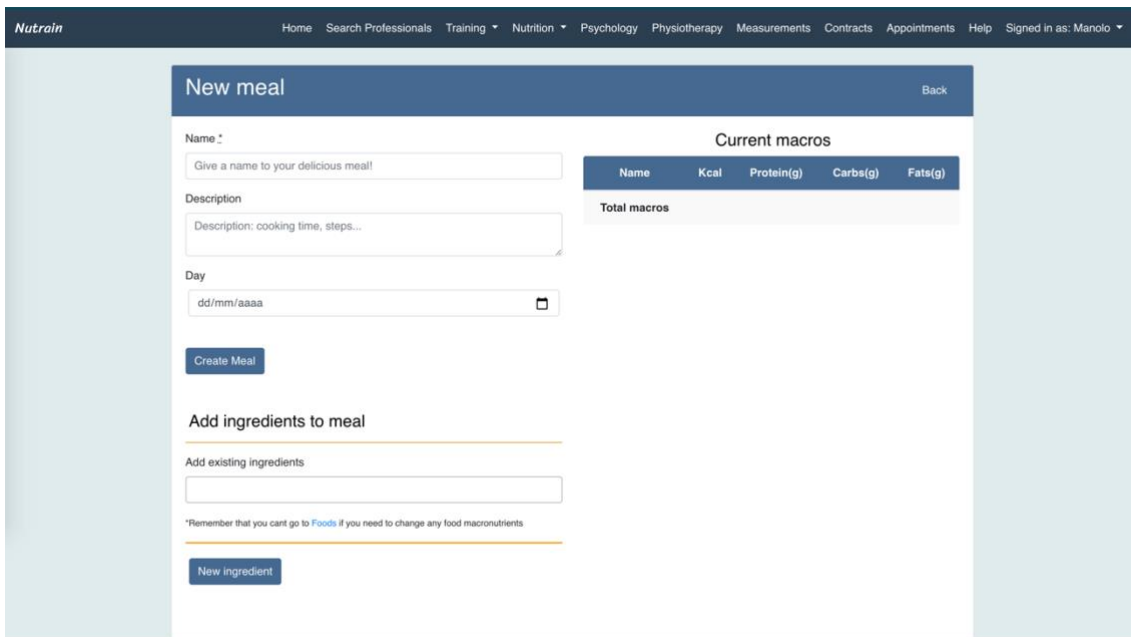 Nutrain
Home Search Professionals Training Nutrition Psychology Physiotherapy Measurements Contracts Appointments Help Signed in as: Manolo
New meal
Back
Name *
Give a name to your delicious meal!
Description
Description: cooking time, steps...
Day
dd/mm/aaaa
Create Meal
Add ingredients to meal
Add existing ingredients
*Remember that you cant go to Foods if you need to change any food macronutrients
New ingredient
Current macros
Name Kcal Protein(g) Carbs(g) Fats(g)
Total macros